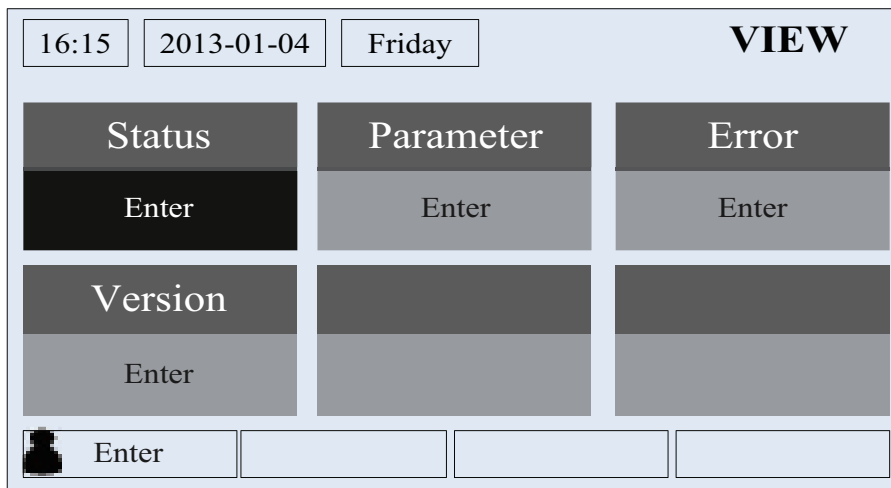 16:15 2013-01-04 Friday VIEW
Status Parameter Error
Enter Enter Enter
Version
Enter
Enter